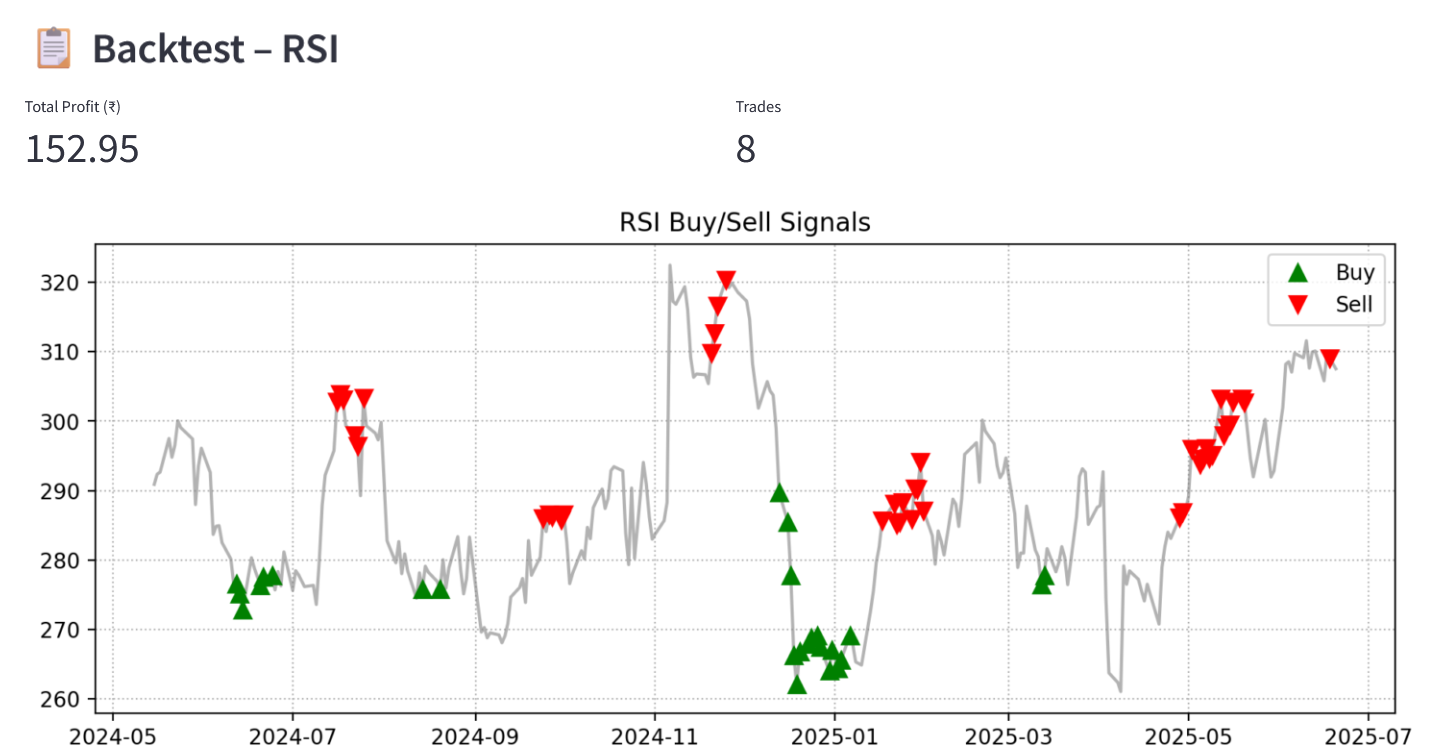 📋 Backtest – RSI
Total Profit (₹)
Trades
152.95
8
RSI Buy/Sell Signals
Buy
Sell
320
310
300
290
280
270
260
2024-05
2024-07
2024-09
2024-11
2025-01
2025-03
2025-05
2025-07